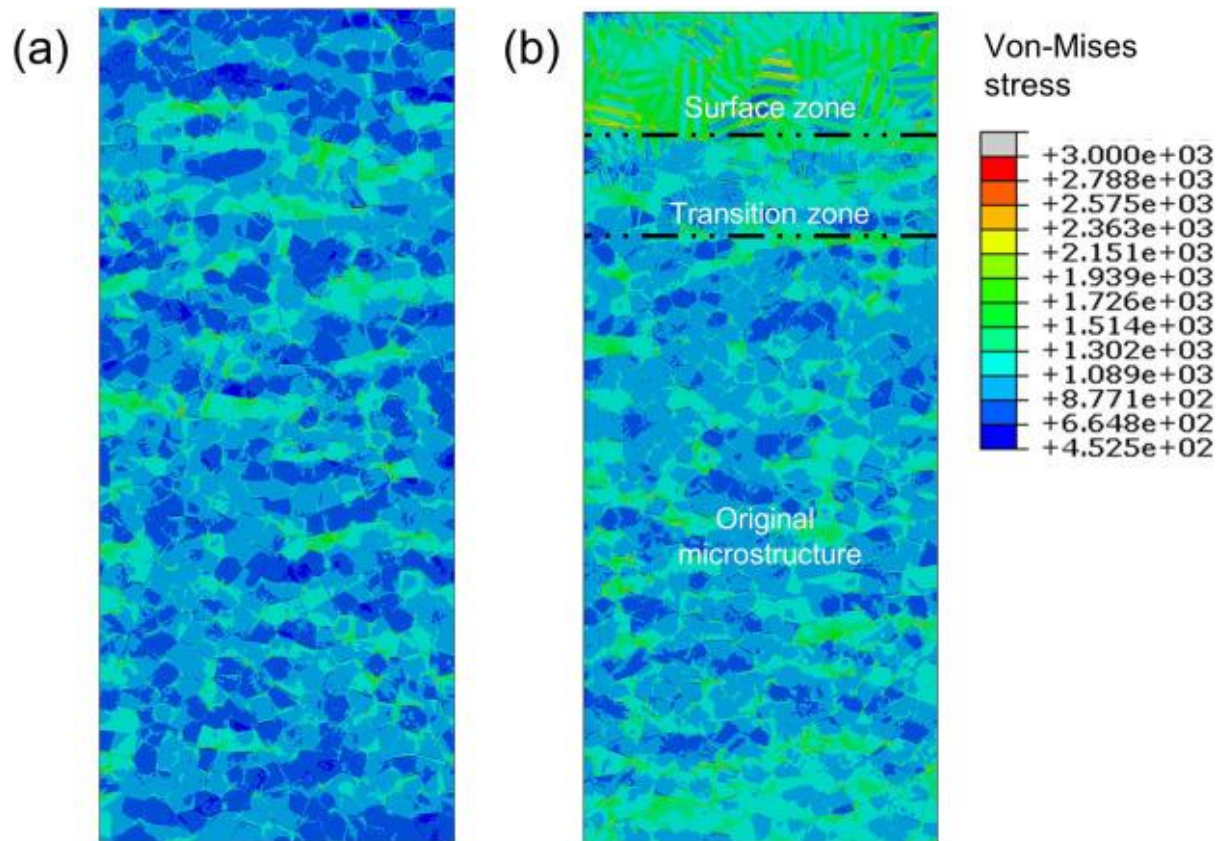 (a)
(b)
Von-Mises
stress
Surface zone
Transition zone
Original
microstructure
+3.000e+03
+2.788e+03
+2.575e+03
+2.363e+03
+2.151e+03
+1.939e+03
+1.726e+03
+1.514e+03
+1.302e+03
+1.089e+03
+8.771e+02
+6.648e+02
+4.525e+02